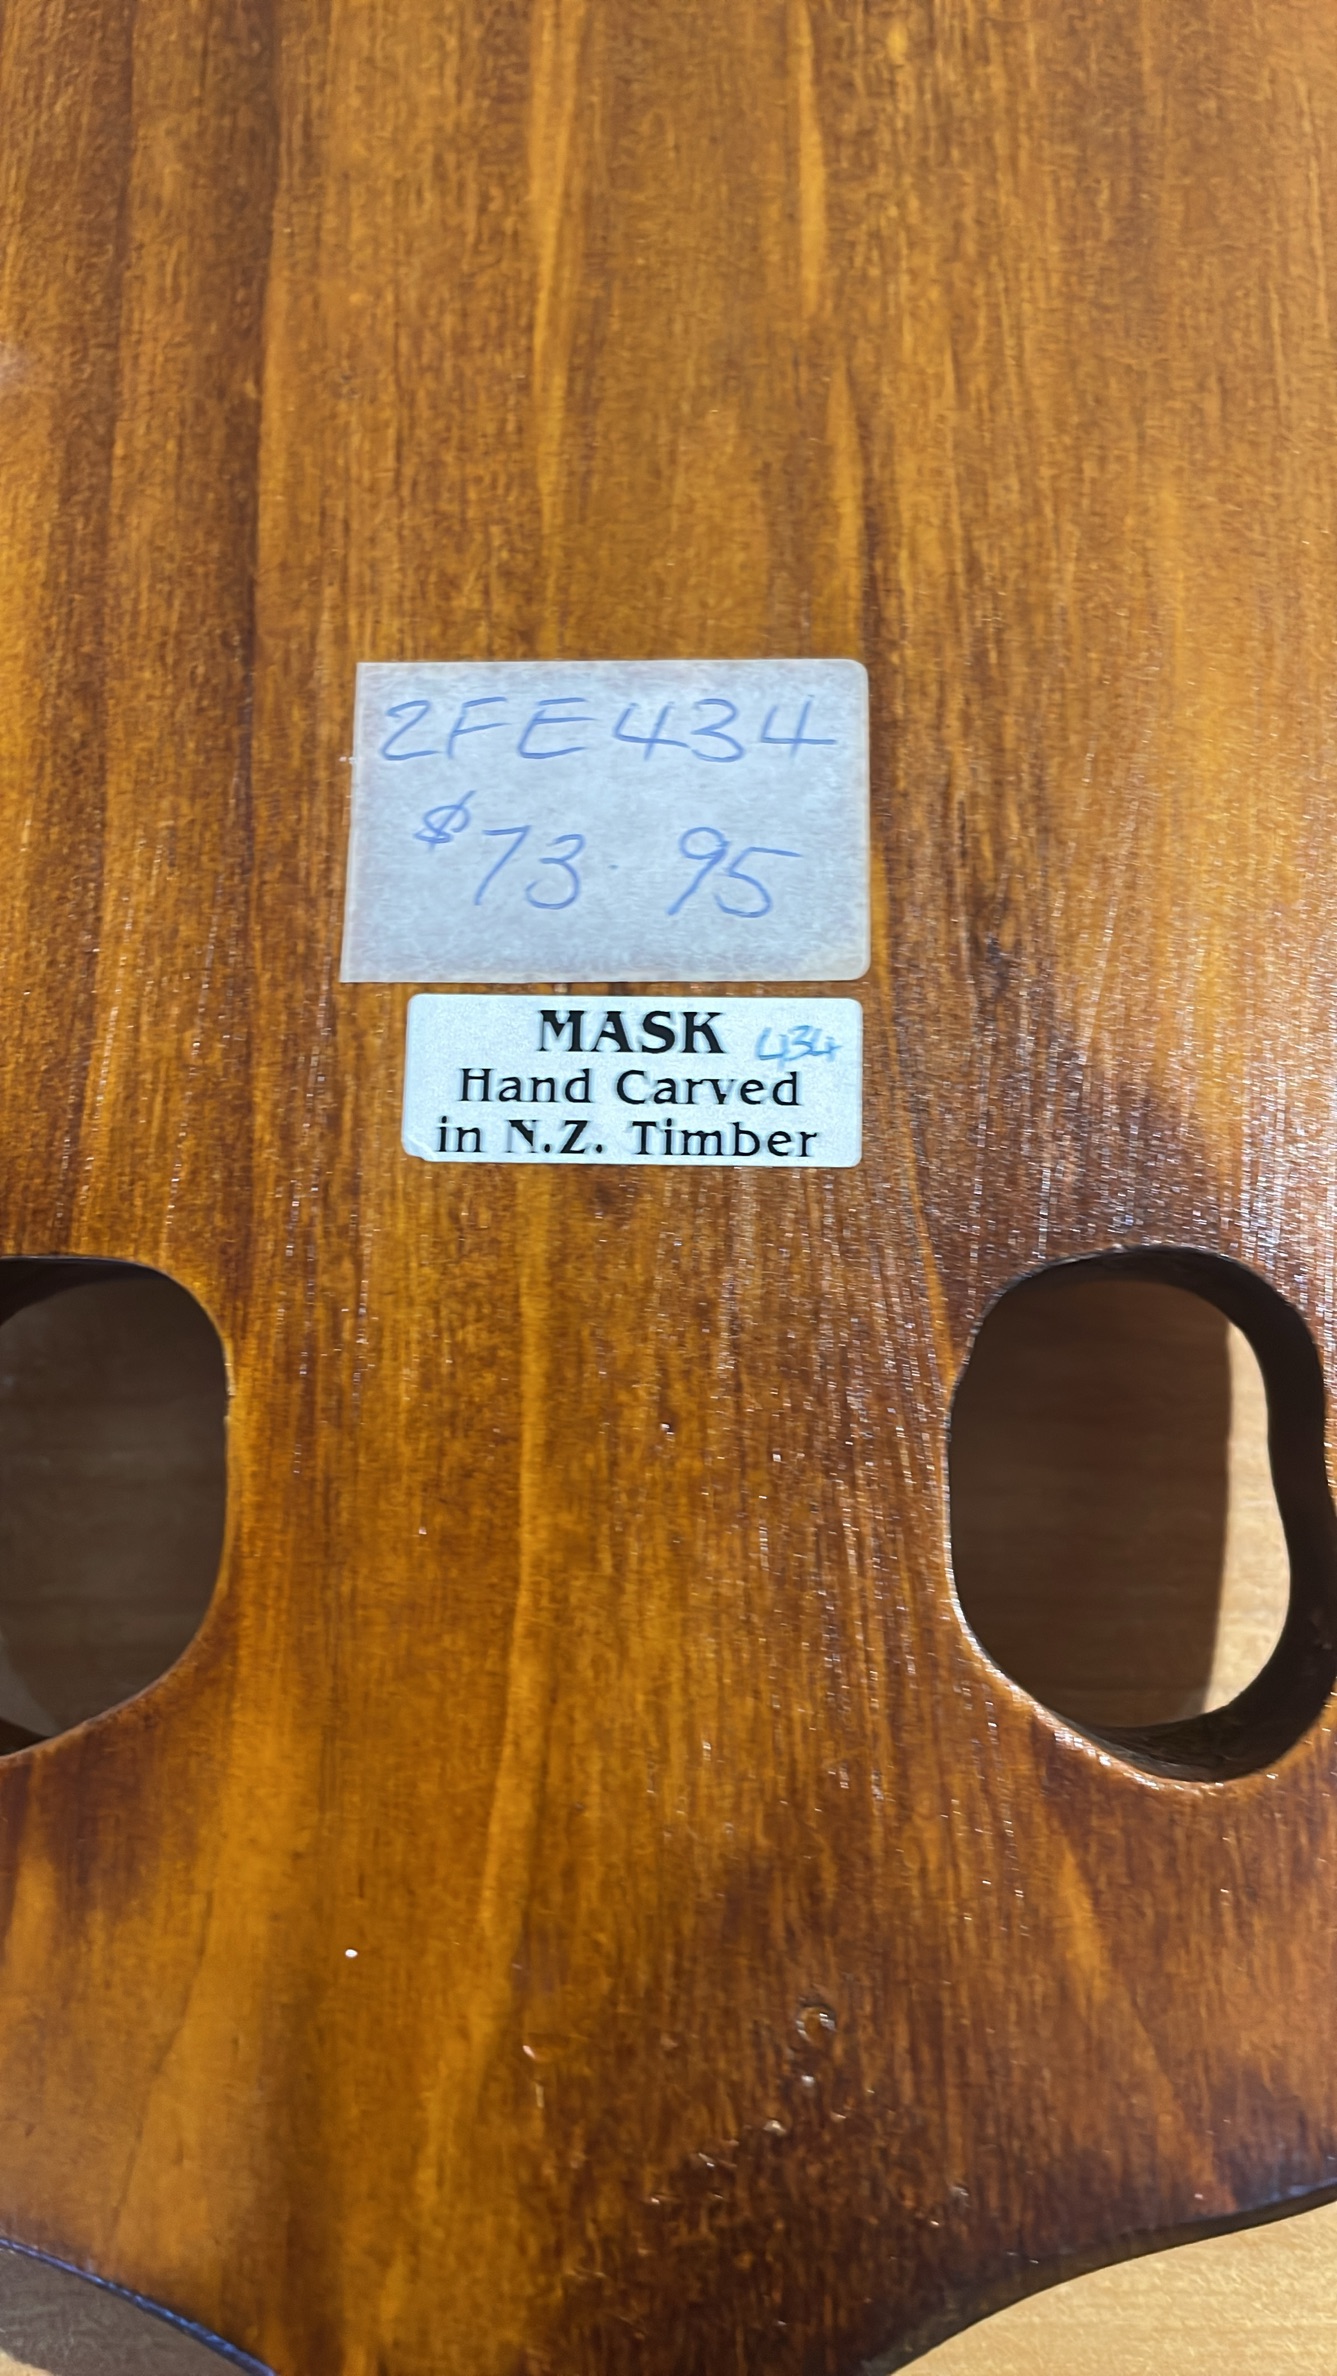 2FE434
$73.95
MASK 434
Hand Carved
in N.Z. Timber